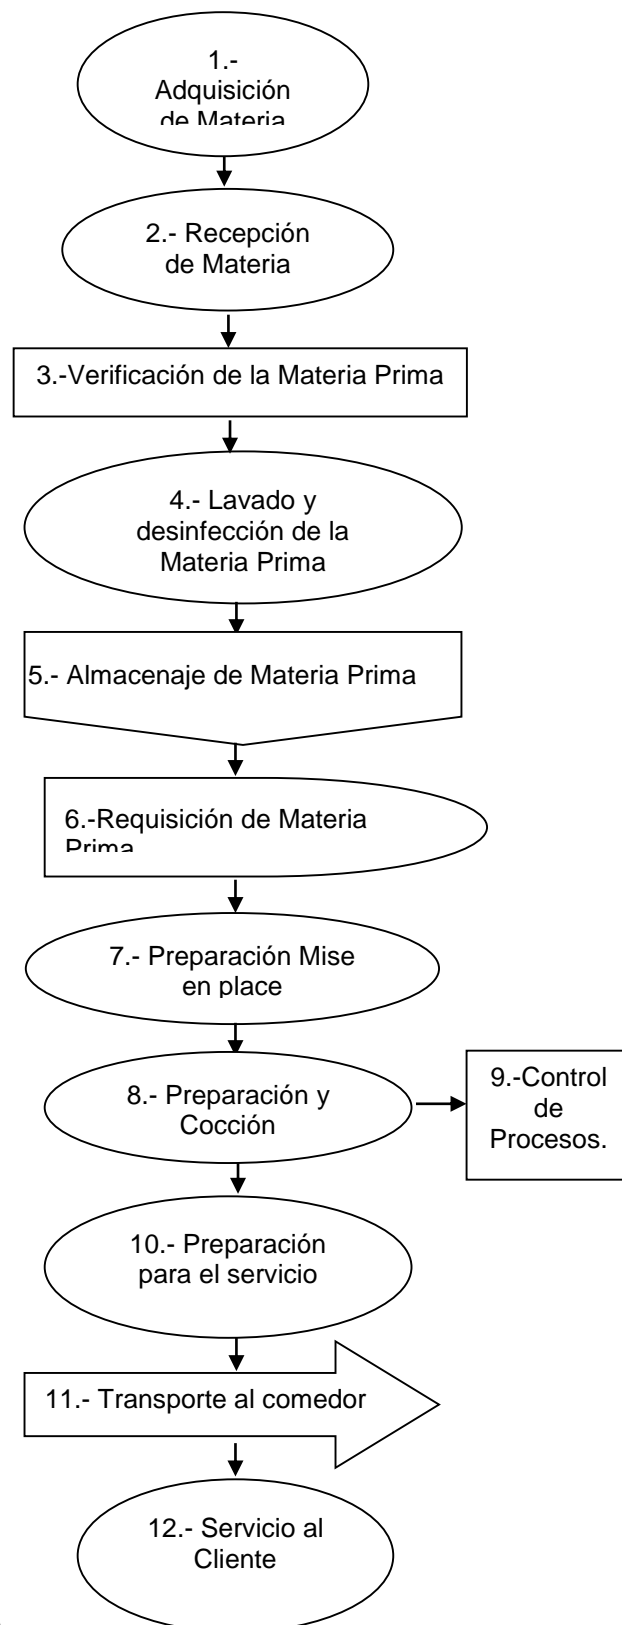 1.-
Adquisición
de Materia
2.- Recepción
de Materia
3.-Verificación de la Materia Prima
4.- Lavado y
desinfección de la
Materia Prima
5.- Almacenaje de Materia Prima
6.-Requisición de Materia
Prima
7.- Preparación Mise
en place
8.- Preparación y
Cocción
9.-Control
de
Procesos.
10.- Preparación
para el servicio
11.- Transporte al comedor
12.- Servicio al
Cliente